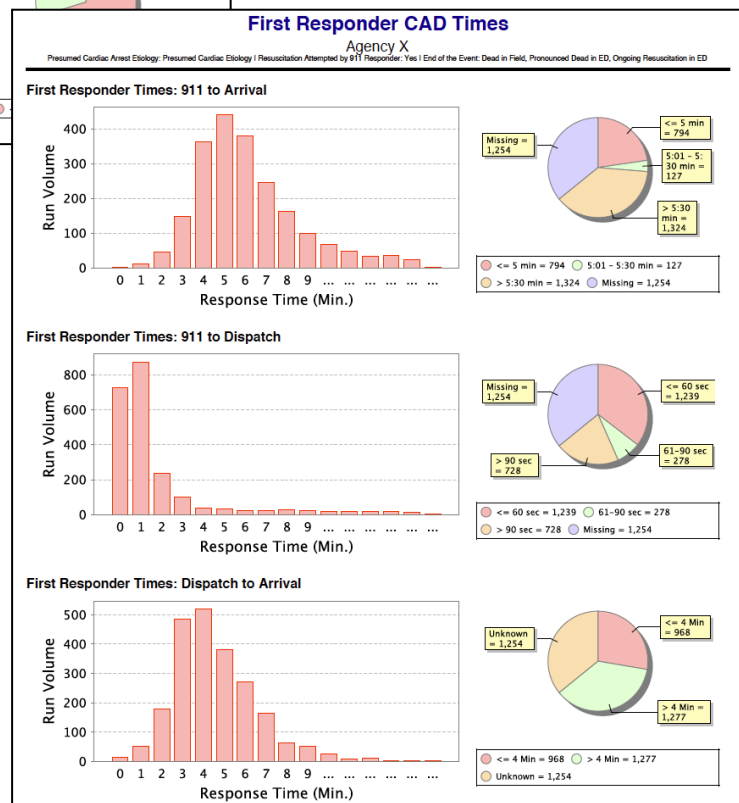 First Responder CAD Times
Agency X
Presumed Cardiac Arrest Etiology: Presumed Cardiac Etiology | Resuscitation Attempted by 911 Responder: Yes | End of the Event: Dead in Field, Pronounced Dead in ED, Ongoing Resuscitation in ED
First Responder Times: 911 to Arrival
Run Volume
400
300
200
100
0
0 1 2 3 4 5 6 7 8 9 ... ... ... ... ... ...
Response Time (Min.)
Missing =
1,254
<= 5 min
= 794
5:01 - 5:
30 min =
127
> 5:30
min =
1,324
<= 5 min = 794 5:01 - 5:30 min = 127
> 5:30 min = 1,324 Missing = 1,254
First Responder Times: 911 to Dispatch
Run Volume
800
600
400
200
0
0 1 2 3 4 5 6 7 8 9 ... ... ... ... ... ...
Response Time (Min.)
Missing =
1,254
<= 60 sec
= 1,239
> 90 sec
= 728
61-90 sec
= 278
<= 60 sec = 1,239 61-90 sec = 278
> 90 sec = 728 Missing = 1,254
First Responder Times: Dispatch to Arrival
Run Volume
500
400
300
200
100
0
0 1 2 3 4 5 6 7 8 9 ... ... ... ... ... ...
Response Time (Min.)
Unknown
= 1,254
<= 4 Min
= 968
> 4 Min =
1,277
<= 4 Min = 968 > 4 Min = 1,277
Unknown = 1,254